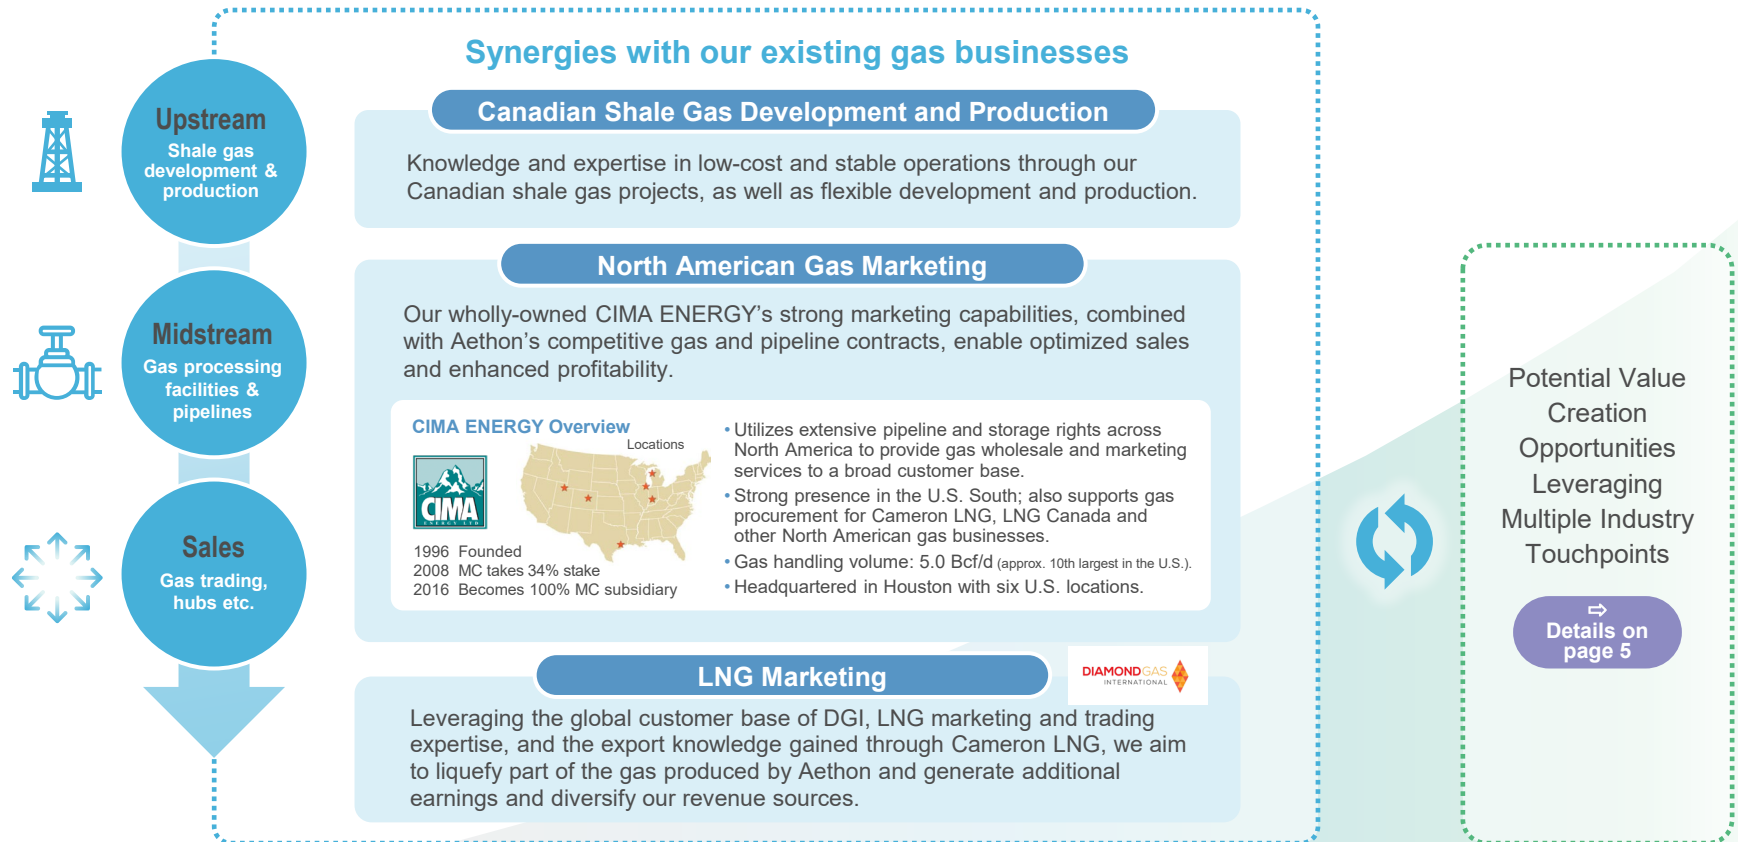 Synergies with our existing gas businesses
Upstream
Shale gas
development &
production
Canadian Shale Gas Development and Production
Knowledge and expertise in low-cost and stable operations through our
Canadian shale gas projects, as well as flexible development and production.
Midstream
Gas processing
facilities &
pipelines
North American Gas Marketing
Our wholly-owned CIMA ENERGY’s strong marketing capabilities, combined
with Aethon’s competitive gas and pipeline contracts, enable optimized sales
and enhanced profitability.
CIMA ENERGY Overview
Locations
CIMA
ENERGY LTD
1996 Founded
2008 MC takes 34% stake
2016 Becomes 100% MC subsidiary
• Utilizes extensive pipeline and storage rights across
North America to provide gas wholesale and marketing
services to a broad customer base.
• Strong presence in the U.S. South; also supports gas
procurement for Cameron LNG, LNG Canada and
other North American gas businesses.
• Gas handling volume: 5.0 Bcf/d (approx. 10th largest in the U.S.).
• Headquartered in Houston with six U.S. locations.
Sales
Gas trading,
hubs etc.
LNG Marketing
DIAMONDGAS
INTERNATIONAL
Leveraging the global customer base of DGI, LNG marketing and trading
expertise, and the export knowledge gained through Cameron LNG, we aim
to liquefy part of the gas produced by Aethon and generate additional
earnings and diversify our revenue sources.
Potential Value
Creation
Opportunities
Leveraging
Multiple Industry
Touchpoints
⇨
Details on
page 5